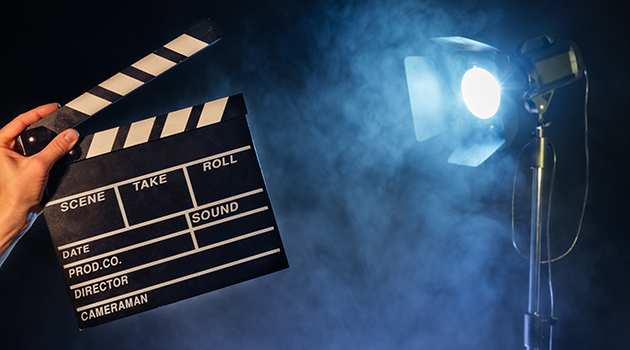 SCENE TAKE ROLL
DATE SOUND
PROD.CO.
DIRECTOR
CAMERAMAN